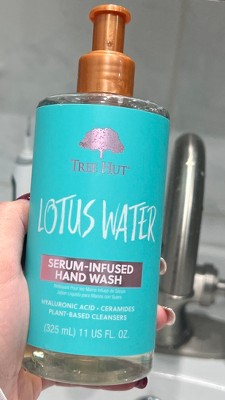 TREE HUT
LOTUS WATER
SERUM-INFUSED
HAND WASH
HYALURONIC ACID • CERAMIDES
PLANT-BASED CLEANSERS
(325 mL) 11 US FL. OZ.